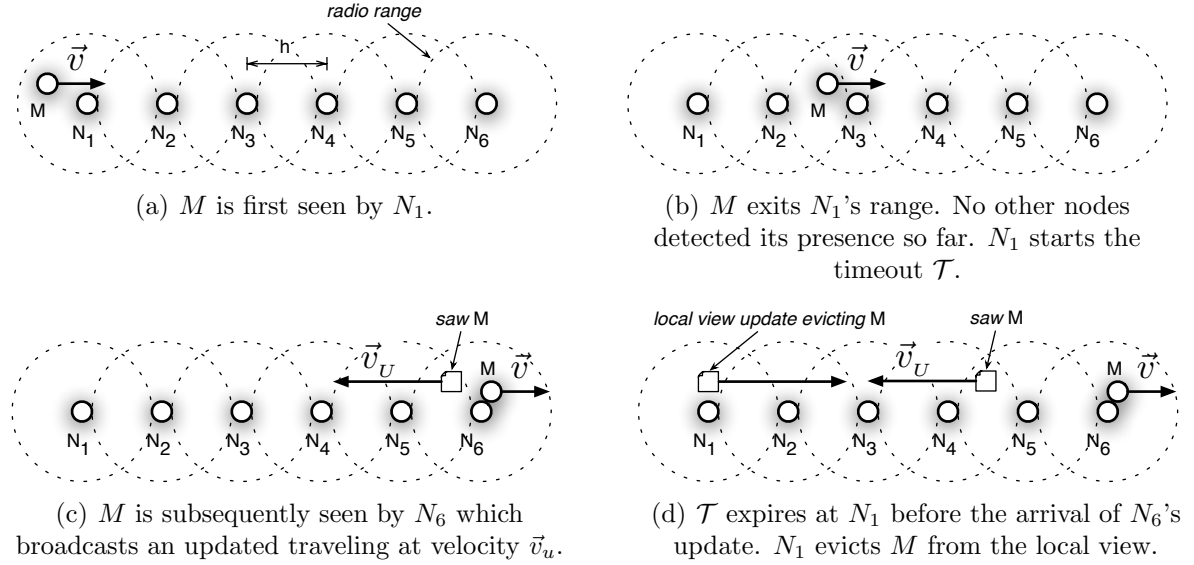 radio range
h
v⃗
M
N₁ N₂ N₃ N₄ N₅ N₆
(a) M is first seen by N₁.
v⃗
M
N₁ N₂ N₃ N₄ N₅ N₆
(b) M exits N₁'s range. No other nodes
detected its presence so far. N₁ starts the
timeout 𝒯.
saw M
v⃗_U
M
v⃗
N₁ N₂ N₃ N₄ N₅ N₆
(c) M is subsequently seen by N₆ which
broadcasts an updated traveling at velocity v⃗ᵤ.
local view update evicting M
saw M
v⃗_U
M
v⃗
N₁ N₂ N₃ N₄ N₅ N₆
(d) 𝒯 expires at N₁ before the arrival of N₆'s
update. N₁ evicts M from the local view.